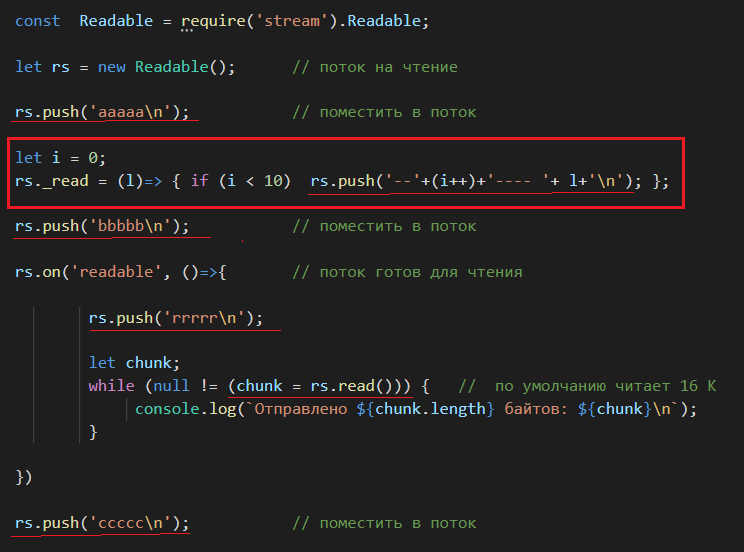 const  Readable = require('stream').Readable;
let rs = new Readable();      // поток на чтение
rs.push('aaaaa\n');           // поместить в поток
let i = 0;
rs._read = (l)=> { if (i < 10)  rs.push('--'+(i++)+'---- '+ l+'\n'); };
rs.push('bbbbb\n');           // поместить в поток
rs.on('readable', ()=>{       // поток готов для чтения
rs.push('rrrrr\n');
let chunk;
while (null != (chunk = rs.read())) {   //  по умолчанию читает 16 К
console.log(`Отправлено ${chunk.length} байтов: ${chunk}\n`);
}
})
rs.push('ccccc\n');           // поместить в поток